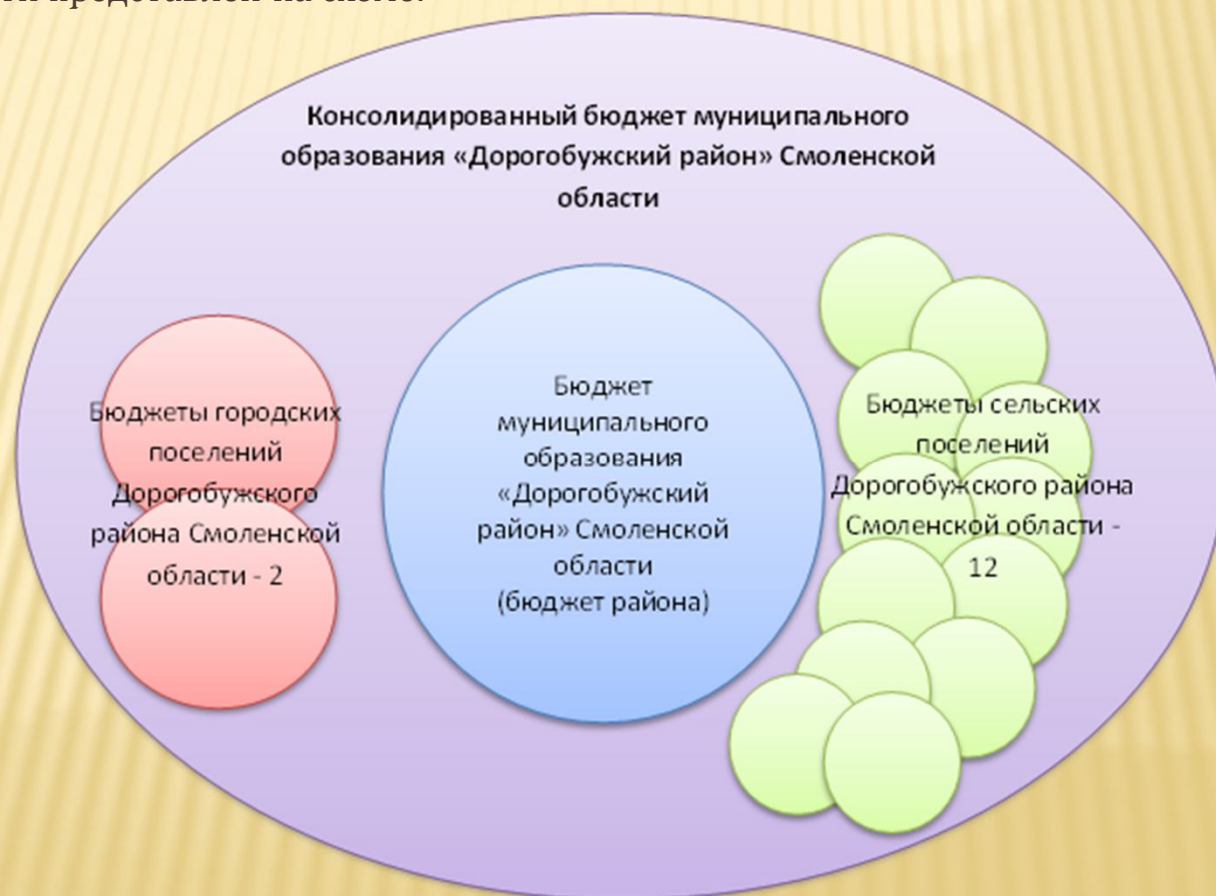 Консолидированный бюджет муниципального
образования «Дорогобужский район» Смоленской
области
Бюджеты городских
поселений
Дорогобужского
района Смоленской
области - 2
Бюджет
муниципального
образования
«Дорогобужский
район» Смоленской
области
(бюджет района)
Бюджеты сельских
поселений
Дорогобужского района
Смоленской области -
12